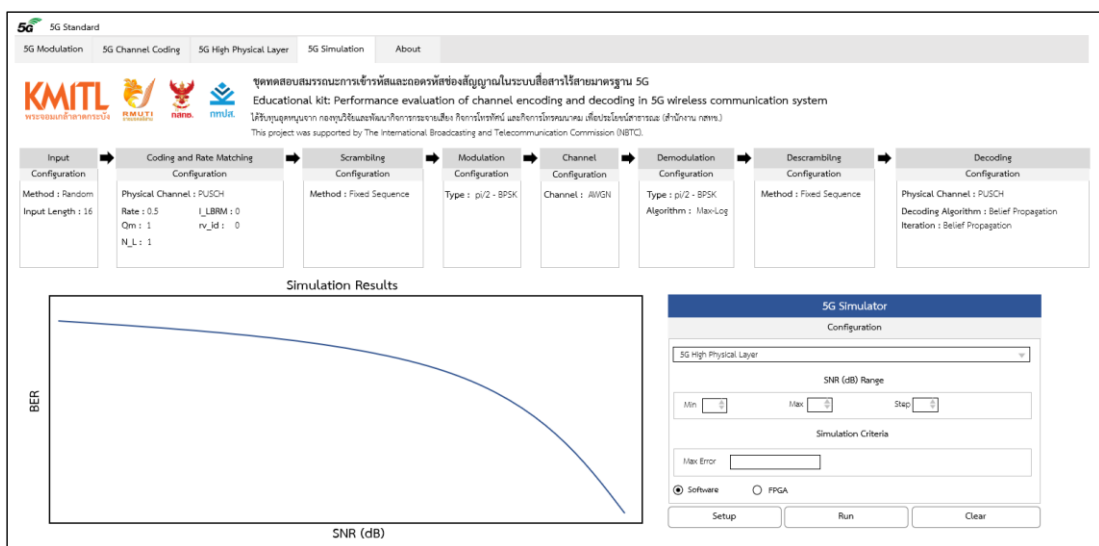 5G 5G Standard
5G Modulation 5G Channel Coding 5G High Physical Layer 5G Simulation About
KMITL
พระจอมเกล้าลาดกระบัง
RMUTI
กสทช.
กทปส.
ชุดทดสอบสมรรถนะการเข้ารหัสและถอดรหัสช่องสัญญาณในระบบสื่อสารไร้สายมาตรฐาน 5G
Educational kit: Performance evaluation of channel encoding and decoding in 5G wireless communication system
ได้รับทุนอุดหนุนจาก กองทุนวิจัยและพัฒนากิจการกระจายเสียง กิจการโทรทัศน์ และกิจการโทรคมนาคม เพื่อประโยชน์สาธารณะ (สำนักงาน กสทช.)
This project was supported by The International Broadcasting and Telecommunication Commission (NBTC).
Input
Configuration
Method : Random
Input Length : 16
Coding and Rate Matching
Configuration
Physical Channel : PUSCH
Rate : 0.5 I_LBRM : 0
Qm : 1 rv_id : 0
N_L : 1
Scrambilng
Configuration
Method : Fixed Sequence
Modulation
Configuration
Type : pi/2 - BPSK
Channel
Configuration
Channel : AWGN
Demodulation
Configuration
Type : pi/2 - BPSK
Algorithm : Max-Log
Descrambilng
Configuration
Method : Fixed Sequence
Decoding
Configuration
Physical Channel : PUSCH
Decoding Algorithm : Belief Propagation
Iteration : Belief Propagation
Simulation Results
BER
SNR (dB)
5G Simulator
Configuration
5G High Physical Layer
SNR (dB) Range
Min Max Step
Simulation Criteria
Max Error
Software FPGA
Setup Run Clear